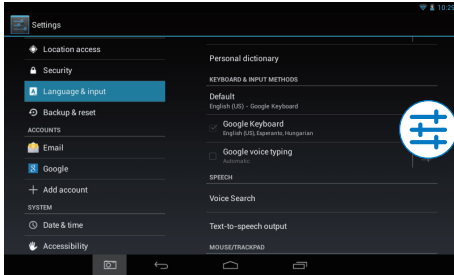 10:29
Settings
Location access
Security
Language & input
Backup & reset
ACCOUNTS
Email
Google
Add account
SYSTEM
Date & time
Accessibility
Personal dictionary
KEYBOARD & INPUT METHODS
Default
English (US) - Google Keyboard
Google Keyboard
English (US), Esperanto, Hungarian
Google voice typing
Automatic
SPEECH
Voice Search
Text-to-speech output
MOUSE/TRACKPAD